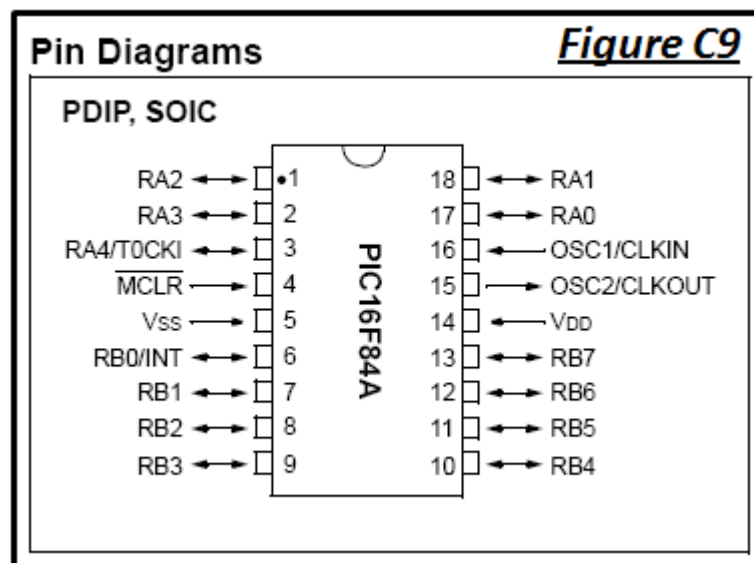 Pin Diagrams
Figure C9
PDIP, SOIC
RA2 •1 18 RA1
RA3 2 17 RA0
RA4/T0CKI 3 16 OSC1/CLKIN
MCLR 4 15 OSC2/CLKOUT
VSS 5 14 VDD
RB0/INT 6 13 RB7
RB1 7 12 RB6
RB2 8 11 RB5
RB3 9 10 RB4
PIC16F84A